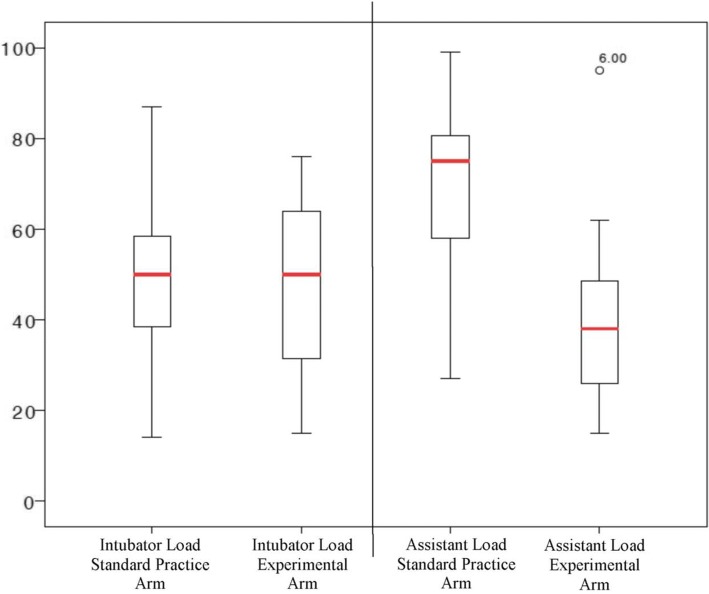 100
80
60
40
20
0
6.00
Intubator Load
Standard Practice
Arm
Intubator Load
Experimental
Arm
Assistant Load
Standard Practice
Arm
Assistant Load
Experimental
Arm